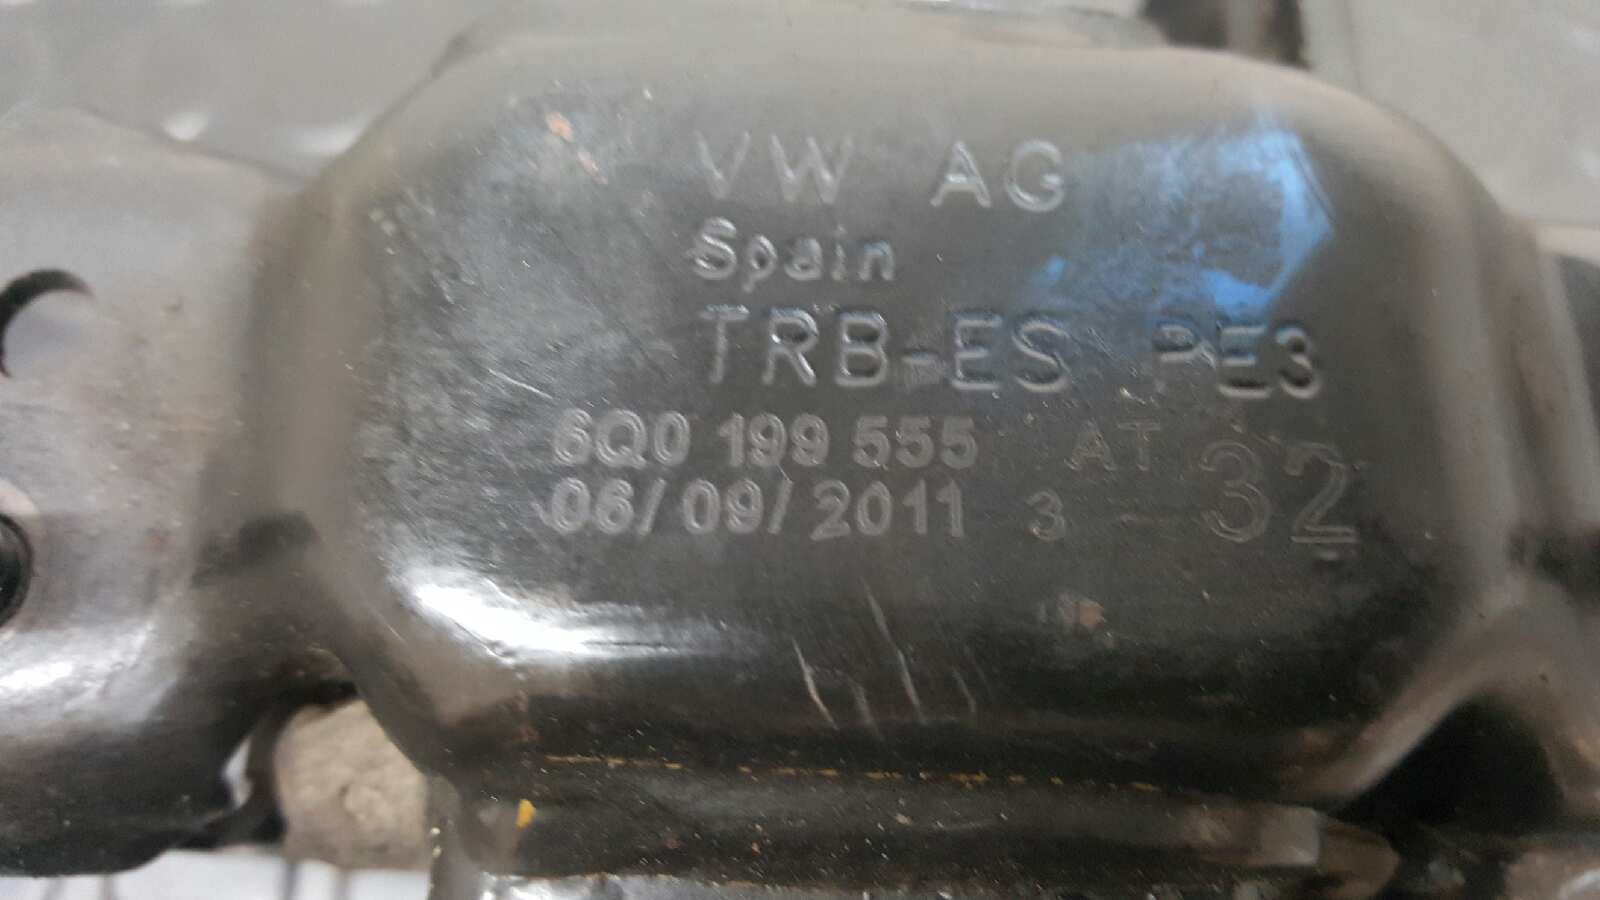 VW AG
Spain
TRB-ES PE3
6Q0 199 555 AT 32
06/09/2011 3